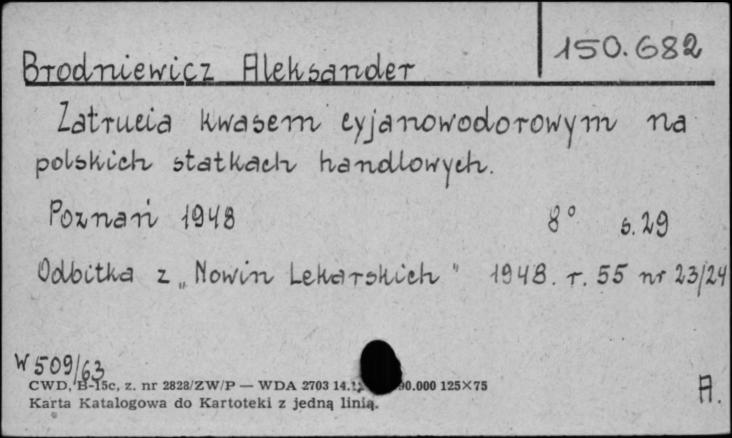 150.682
Brodniewicz Aleksander
Zatrucia kwasem cyjanowodorowym na
polskich statkach handlowych.
Poznań 1948 8° s. 29
Odbitka z „Nowin Lekarskich" 1948. r. 55 nr 23/24
W 509/63
CWD, B-15c, z. nr 2828/ZW/P — WDA 2703 14.1 90.000 125×75
Karta Katalogowa do Kartoteki z jedną linią.
A.